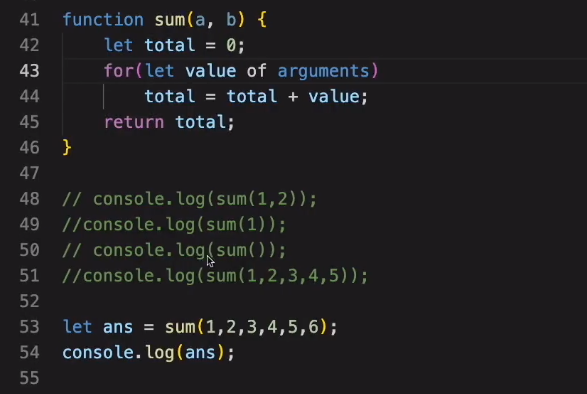 41 function sum(a, b) {
42     let total = 0;
43     for(let value of arguments)
44         total = total + value;
45     return total;
46 }
47
48 // console.log(sum(1,2));
49 //console.log(sum(1));
50 // console.log(sum());
51 //console.log(sum(1,2,3,4,5));
52
53 let ans = sum(1,2,3,4,5,6);
54 console.log(ans);
55